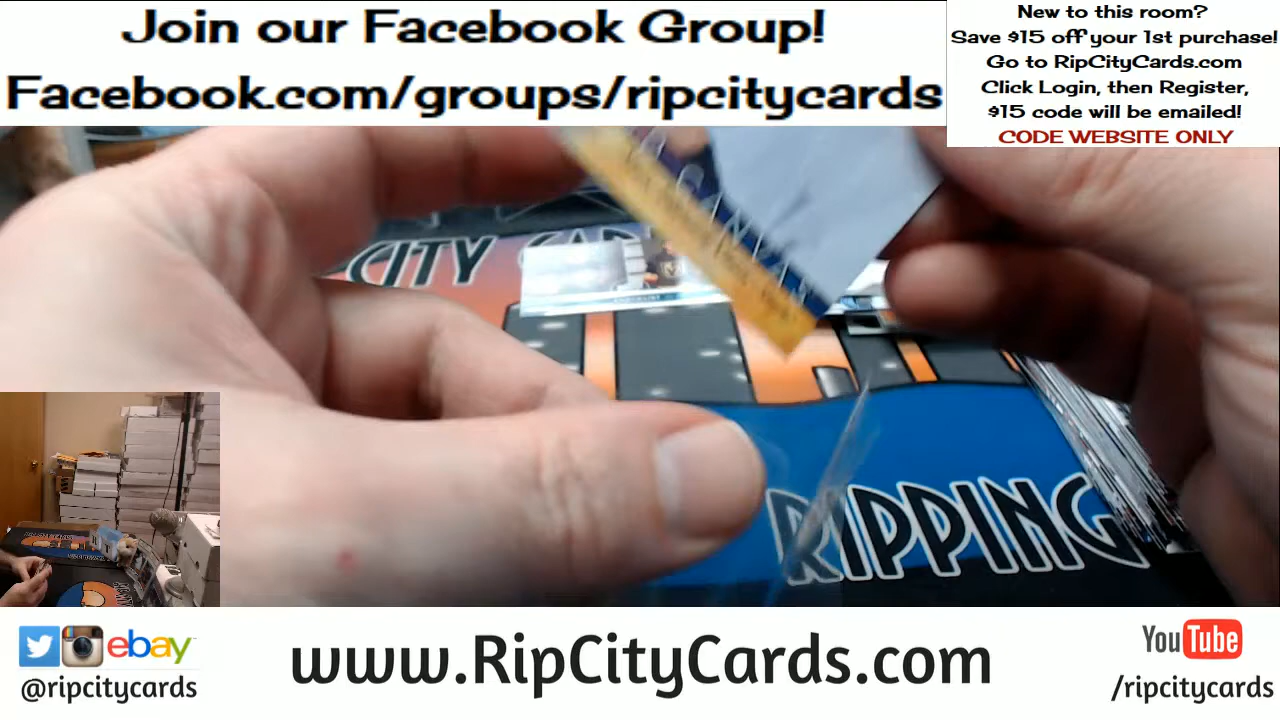 Join our Facebook Group!
Facebook.com/groups/ripcitycards
New to this room?
Save $15 off your 1st purchase!
Go to RipCityCards.com
Click Login, then Register,
$15 code will be emailed!
CODE WEBSITE ONLY
CITY CAR
RIPPING
ebay
@ripcitycards
www.RipCityCards.com
YouTube
/ripcitycards